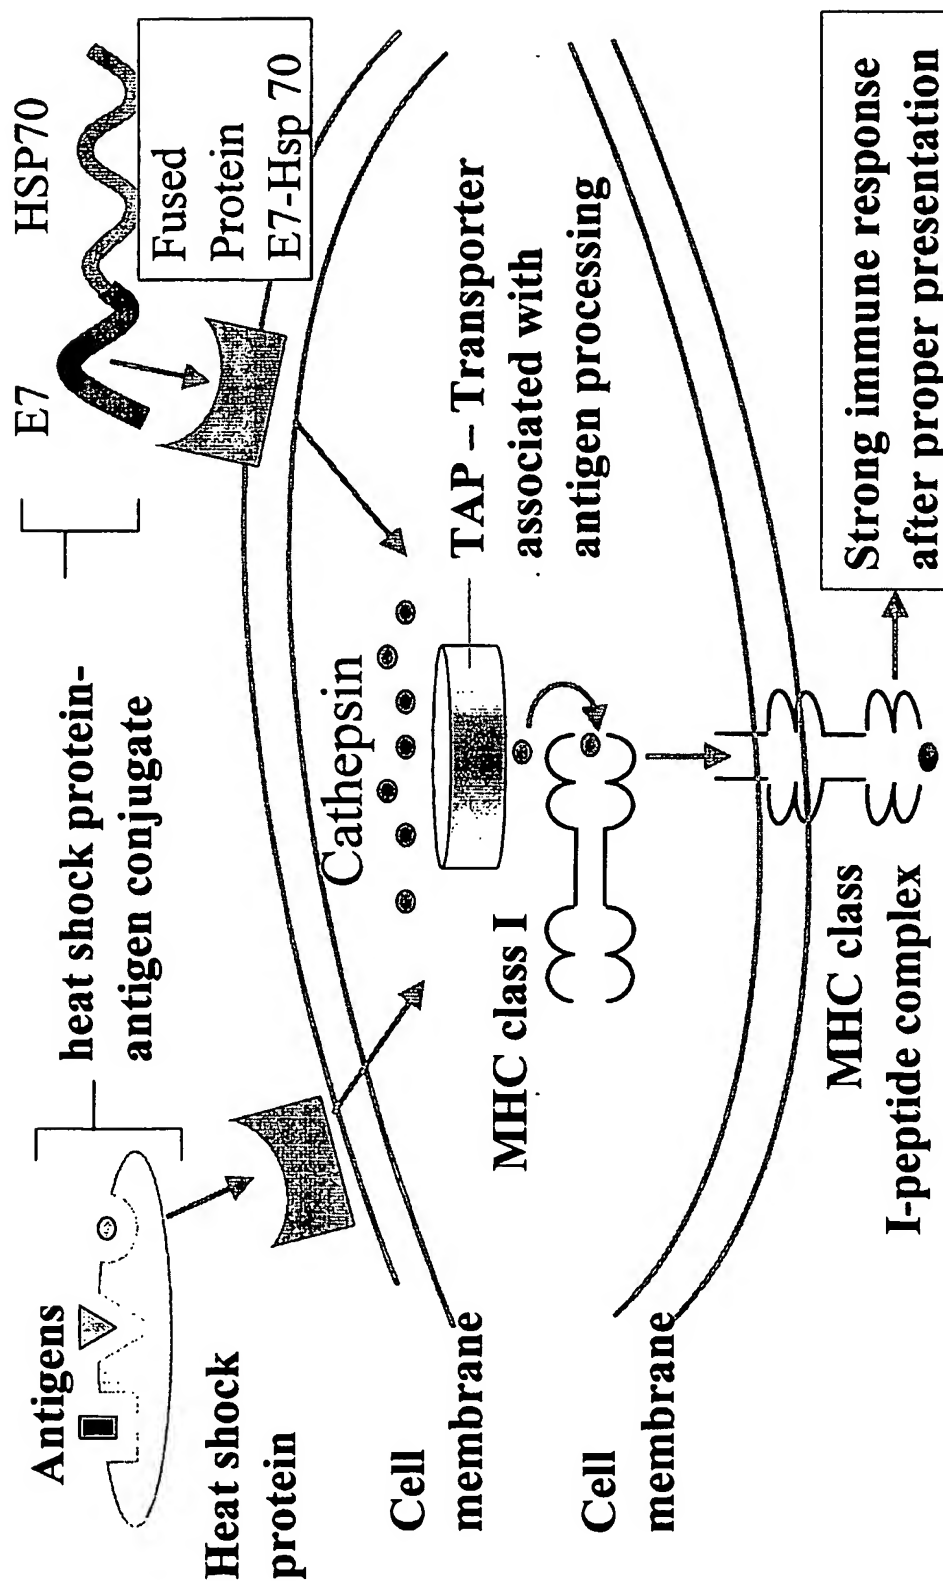 Antigens
heat shock protein-
antigen conjugate
E7
HSP70
Heat shock
protein
Fused
Protein
E7-Hsp 70
Cell
membrane
Cathepsin
TAP – Transporter
associated with
antigen processing
MHC class I
Cell
membrane
MHC class
I-peptide complex
Strong immune response
after proper presentation